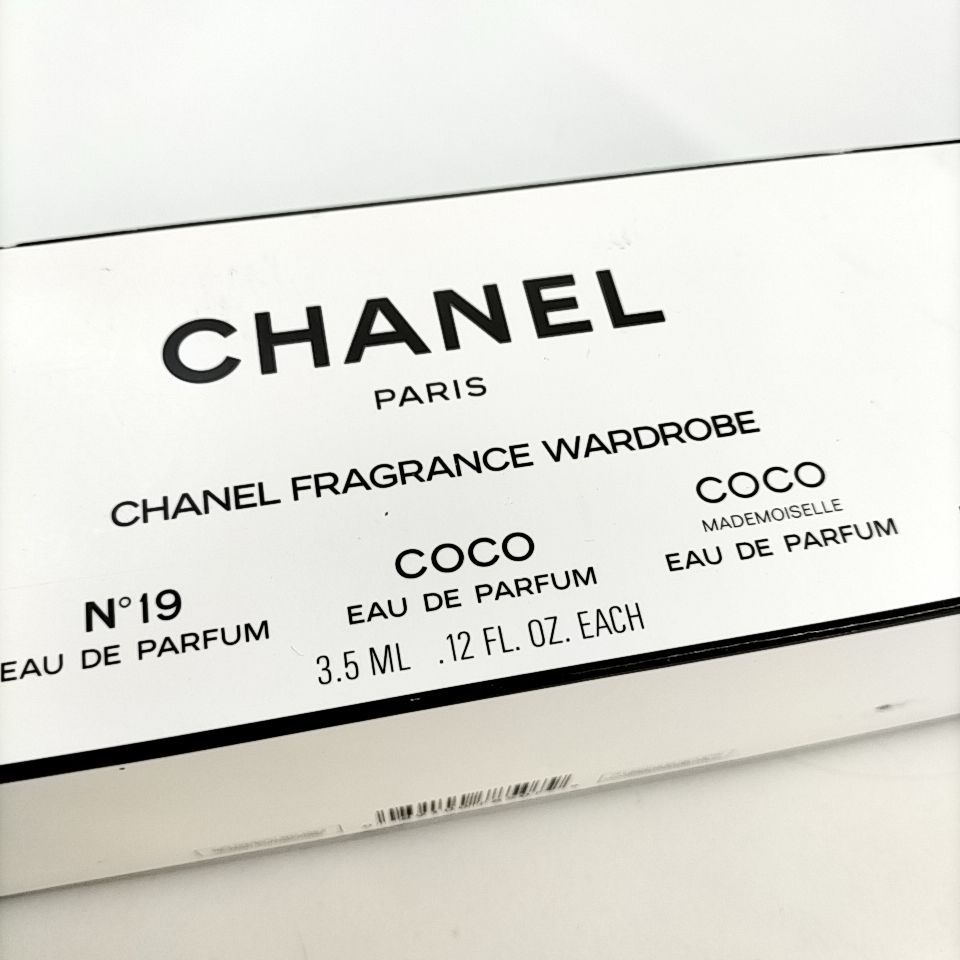 CHANEL
PARIS
CHANEL FRAGRANCE WARDROBE
N°19
EAU DE PARFUM
COCO
EAU DE PARFUM
COCO
MADEMOISELLE
EAU DE PARFUM
3.5 ML .12 FL. OZ. EACH